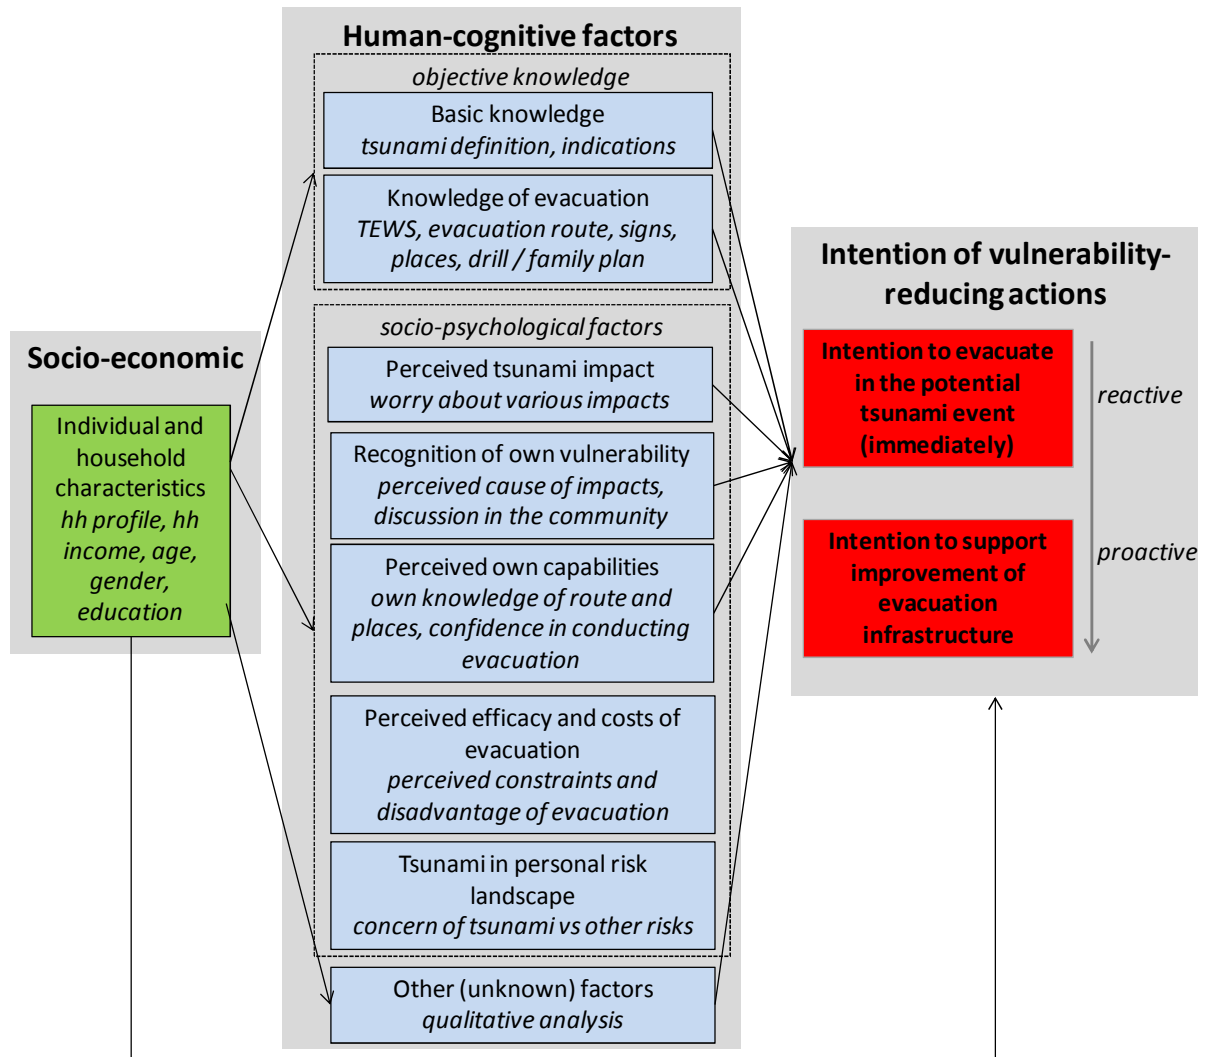 Human-cognitive factors
objective knowledge
Basic knowledge
tsunami definition, indications
Knowledge of evacuation
TEWS, evacuation route, signs,
places, drill / family plan
socio-psychological factors
Perceived tsunami impact
worry about various impacts
Recognition of own vulnerability
perceived cause of impacts,
discussion in the community
Perceived own capabilities
own knowledge of route and
places, confidence in conducting
evacuation
Perceived efficacy and costs of
evacuation
perceived constraints and
disadvantage of evacuation
Tsunami in personal risk
landscape
concern of tsunami vs other risks
Other (unknown) factors
qualitative analysis
Socio-economic
Individual and
household
characteristics
hh profile, hh
income, age,
gender,
education
Intention of vulnerability-
reducing actions
Intention to evacuate
in the potential
tsunami event
(immediately)
reactive
Intention to support
improvement of
evacuation
infrastructure
proactive